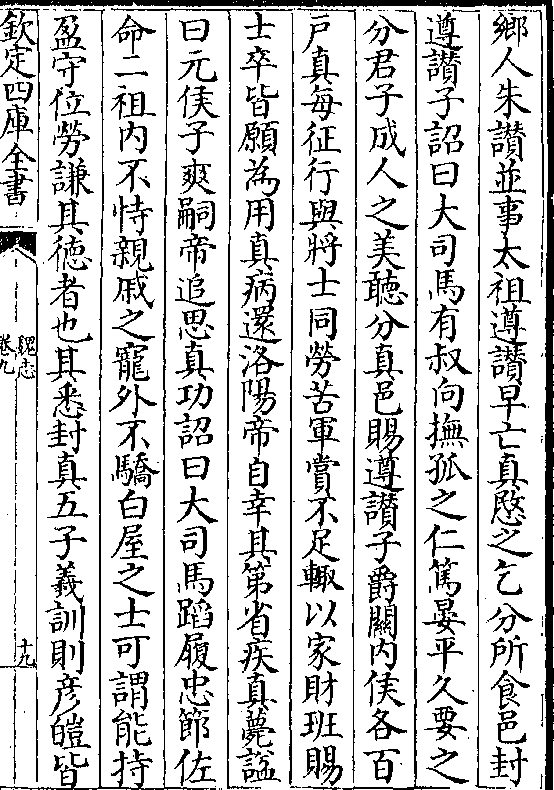 鄉人朱讃並事太祖遵讃早亡真愍之乞分所食邑封
遵讃子詔曰大司馬有叔向撫孤之仁篤晏平久要之
分君子成人之美聽分真邑賜遵讃子爵關内侯各百
戸真每征行與將士同勞苦軍賞不足輙以家財班賜
士卒皆願為用真病還洛陽帝自幸其第省疾真薨諡
曰元侯子爽嗣帝追思真功詔曰大司馬蹈履忠節佐
命二祖内不恃親戚之寵外不驕白屋之士可謂能持
盈守位勞謙其徳者也其悉封真五子羲訓則彦皚皆
欽定四庫全書
魏志
卷九
十九